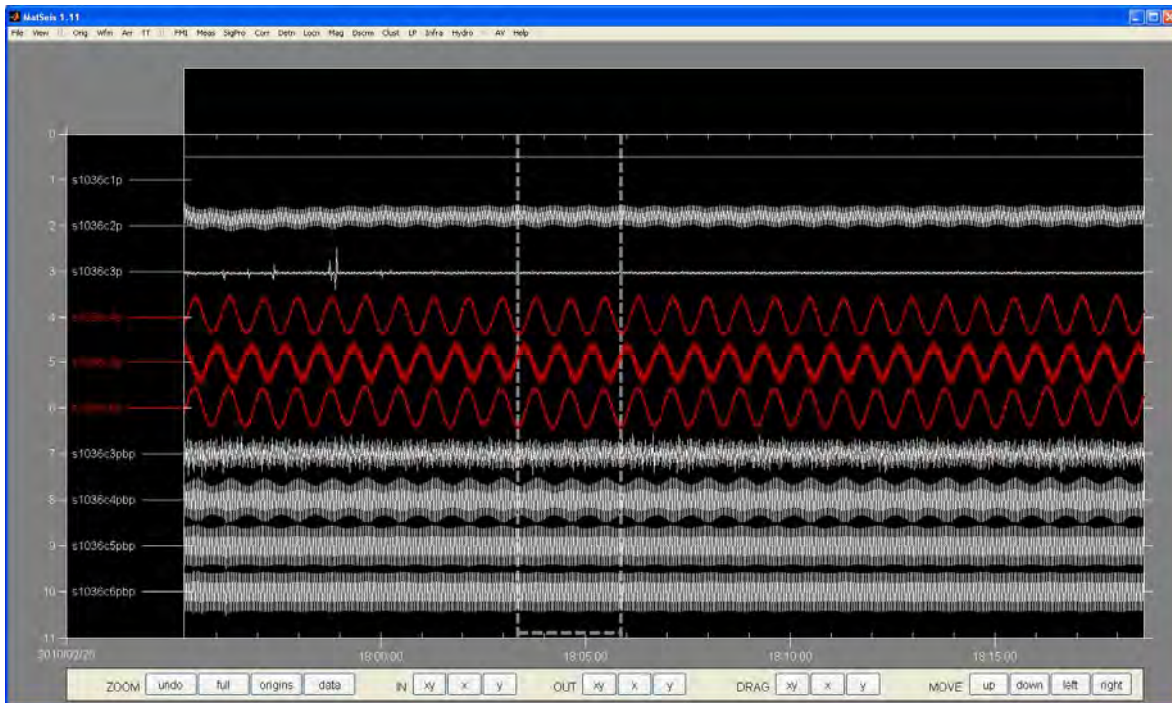 MatSeis 1.11
File View || Orig Wfm Arr TT || FMI Meas SigPro Corr Detn Locn Mag Dscrm Clust LP Infra Hydro AV Help
0
1 s1036c1p
2 s1036c2p
3 s1036c3p
4
5
6
7 s1036c3pbp
8 s1036c4pbp
9 s1036c5pbp
10 s1036c6pbp
11
18:00:00 18:05:00 18:10:00 18:15:00
ZOOM undo full origins data IN xy x y OUT xy x y DRAG xy x y MOVE up down left right